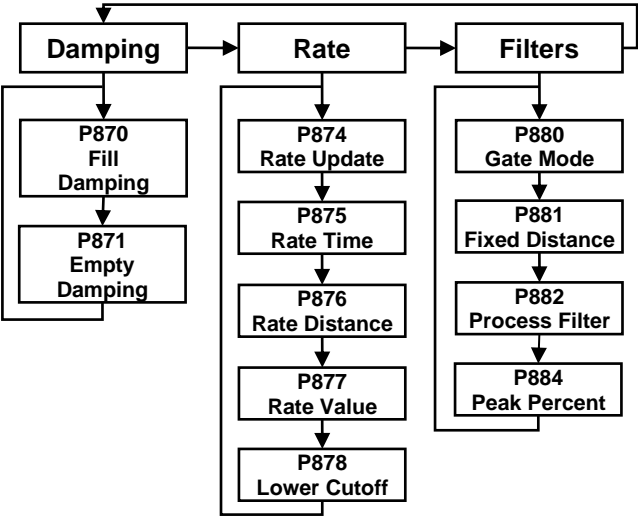 Damping
Rate
Filters
P870
Fill
Damping
P871
Empty
Damping
P874
Rate Update
P875
Rate Time
P876
Rate Distance
P877
Rate Value
P878
Lower Cutoff
P880
Gate Mode
P881
Fixed Distance
P882
Process Filter
P884
Peak Percent